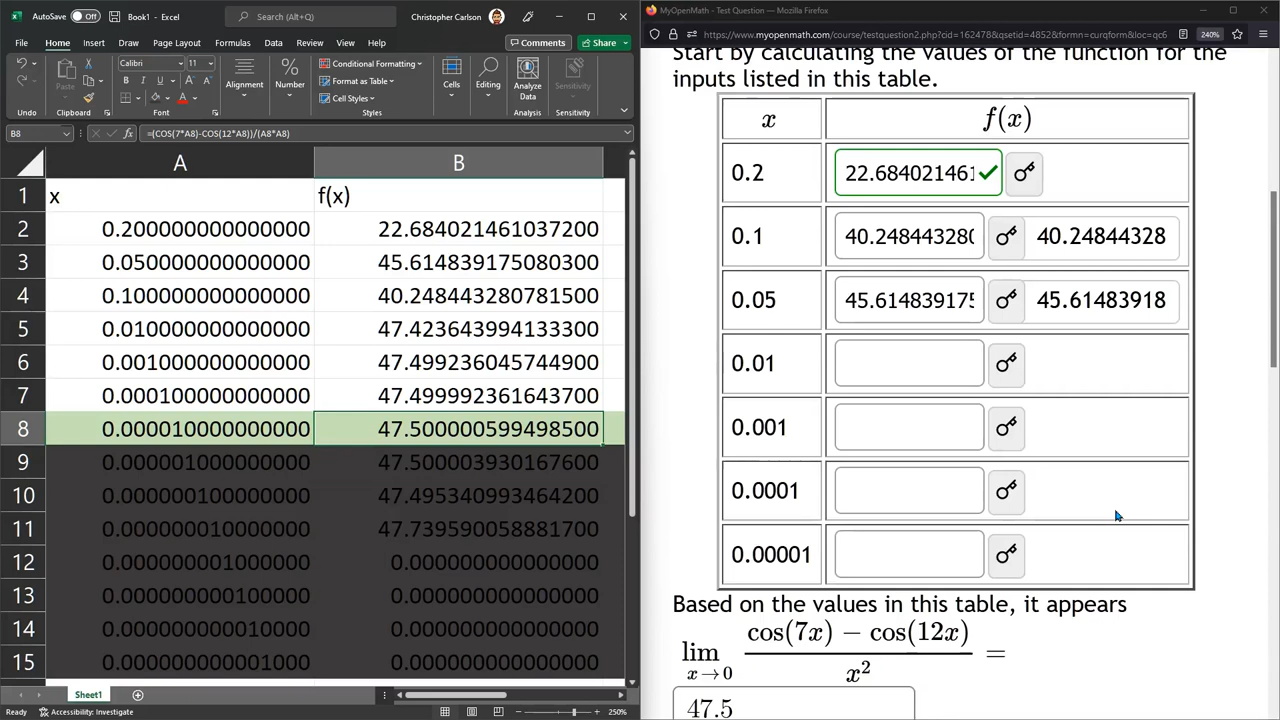 AutoSave Off Book1 - Excel Search (Alt+Q) Christopher Carlson
File Home Insert Draw Page Layout Formulas Data Review View Help Comments Share
Undo Clipboard Font Styles
Paste Calibri 11 Alignment Number Conditional Formatting Format as Table Cell Styles Cells Editing Analyze Data Sensitivity
Analysis Sensitivity
B8 fx =(COS(7*A8)-COS(12*A8))/(A8*A8)
A B
1 x f(x)
2 0.200000000000000 22.684021461037200
3 0.050000000000000 45.614839175080300
4 0.100000000000000 40.248443280781500
5 0.010000000000000 47.423643994133300
6 0.001000000000000 47.499236045744900
7 0.000100000000000 47.499992361643700
8 0.000010000000000 47.500000599498500
9 0.000001000000000 47.500003930167600
10 0.000000100000000 47.495340993464200
11 0.000000010000000 47.739590058881700
12 0.000000001000000 0.000000000000000
13 0.000000000100000 0.000000000000000
14 0.000000000010000 0.000000000000000
15 0.000000000001000 0.000000000000000
Sheet1
Ready Accessibility: Investigate 250%
MyOpenMath - Test Question — Mozilla Firefox
https://www.myopenmath.com/course/testquestion2.php?cid=162478&qsetid=4852&formn=curqform&loc=qc6 240%
Start by calculating the values of the function for the
inputs listed in this table.
x f(x)
0.2 22.684021461
0.1 40.24844328 40.24844328
0.05 45.614839175 45.61483918
0.01
0.001
0.0001
0.00001
Based on the values in this table, it appears
lim x→0 cos(7x) − cos(12x) / x² =
47.5